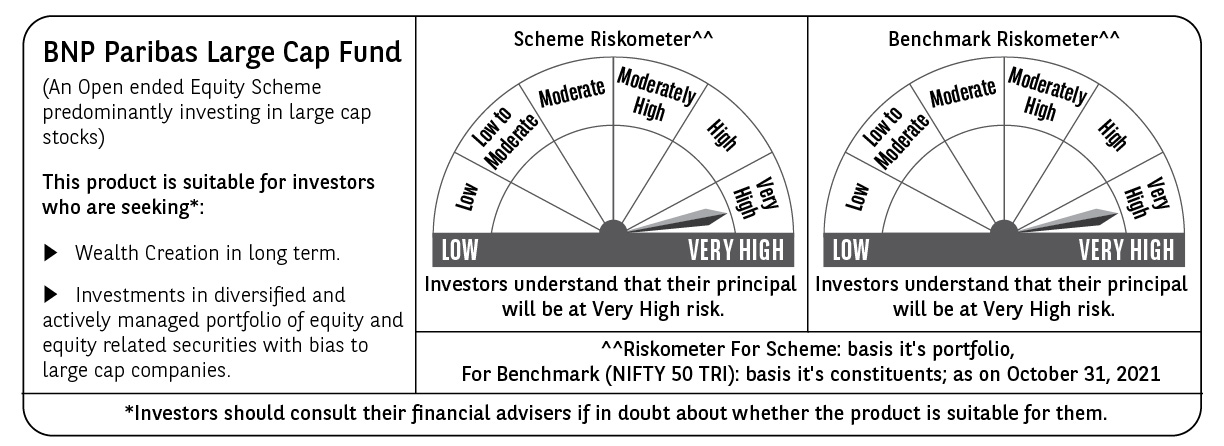 BNP Paribas Large Cap Fund
(An Open ended Equity Scheme
predominantly investing in large cap
stocks)
This product is suitable for investors
who are seeking*:
▶ Wealth Creation in long term.
▶ Investments in diversified and
actively managed portfolio of equity and
equity related securities with bias to
large cap companies.
Scheme Riskometer^^
Low
Low to
Moderate
Moderate
Moderately
High
High
Very
High
LOW
VERY HIGH
Investors understand that their principal
will be at Very High risk.
Benchmark Riskometer^^
Low
Low to
Moderate
Moderate
Moderately
High
High
Very
High
LOW
VERY HIGH
Investors understand that their principal
will be at Very High risk.
^^Riskometer For Scheme: basis it's portfolio,
For Benchmark (NIFTY 50 TRI): basis it's constituents; as on October 31, 2021
*Investors should consult their financial advisers if in doubt about whether the product is suitable for them.